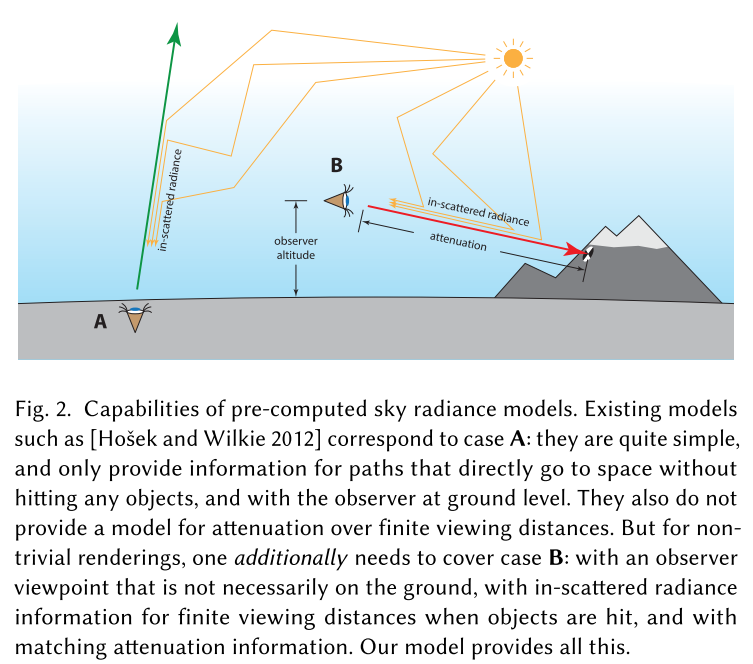 in-scattered radiance
B
in-scattered radiance
attenuation
observer
altitude
A
Fig. 2. Capabilities of pre-computed sky radiance models. Existing models
such as [Hošek and Wilkie 2012] correspond to case A: they are quite simple,
and only provide information for paths that directly go to space without
hitting any objects, and with the observer at ground level. They also do not
provide a model for attenuation over finite viewing distances. But for non-
trivial renderings, one additionally needs to cover case B: with an observer
viewpoint that is not necessarily on the ground, with in-scattered radiance
information for finite viewing distances when objects are hit, and with
matching attenuation information. Our model provides all this.